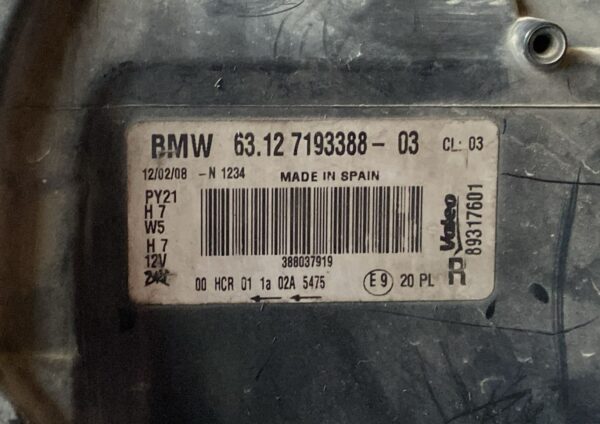 BMW 63.12 7193388 - 03 CL: 03
12/02/08 - N 1234 MADE IN SPAIN
PY21
H 7
W5
H 7
12V
388037919
00 HCR 01 1a 02A 5475
E9 20 PL
Valeo
89317601
R